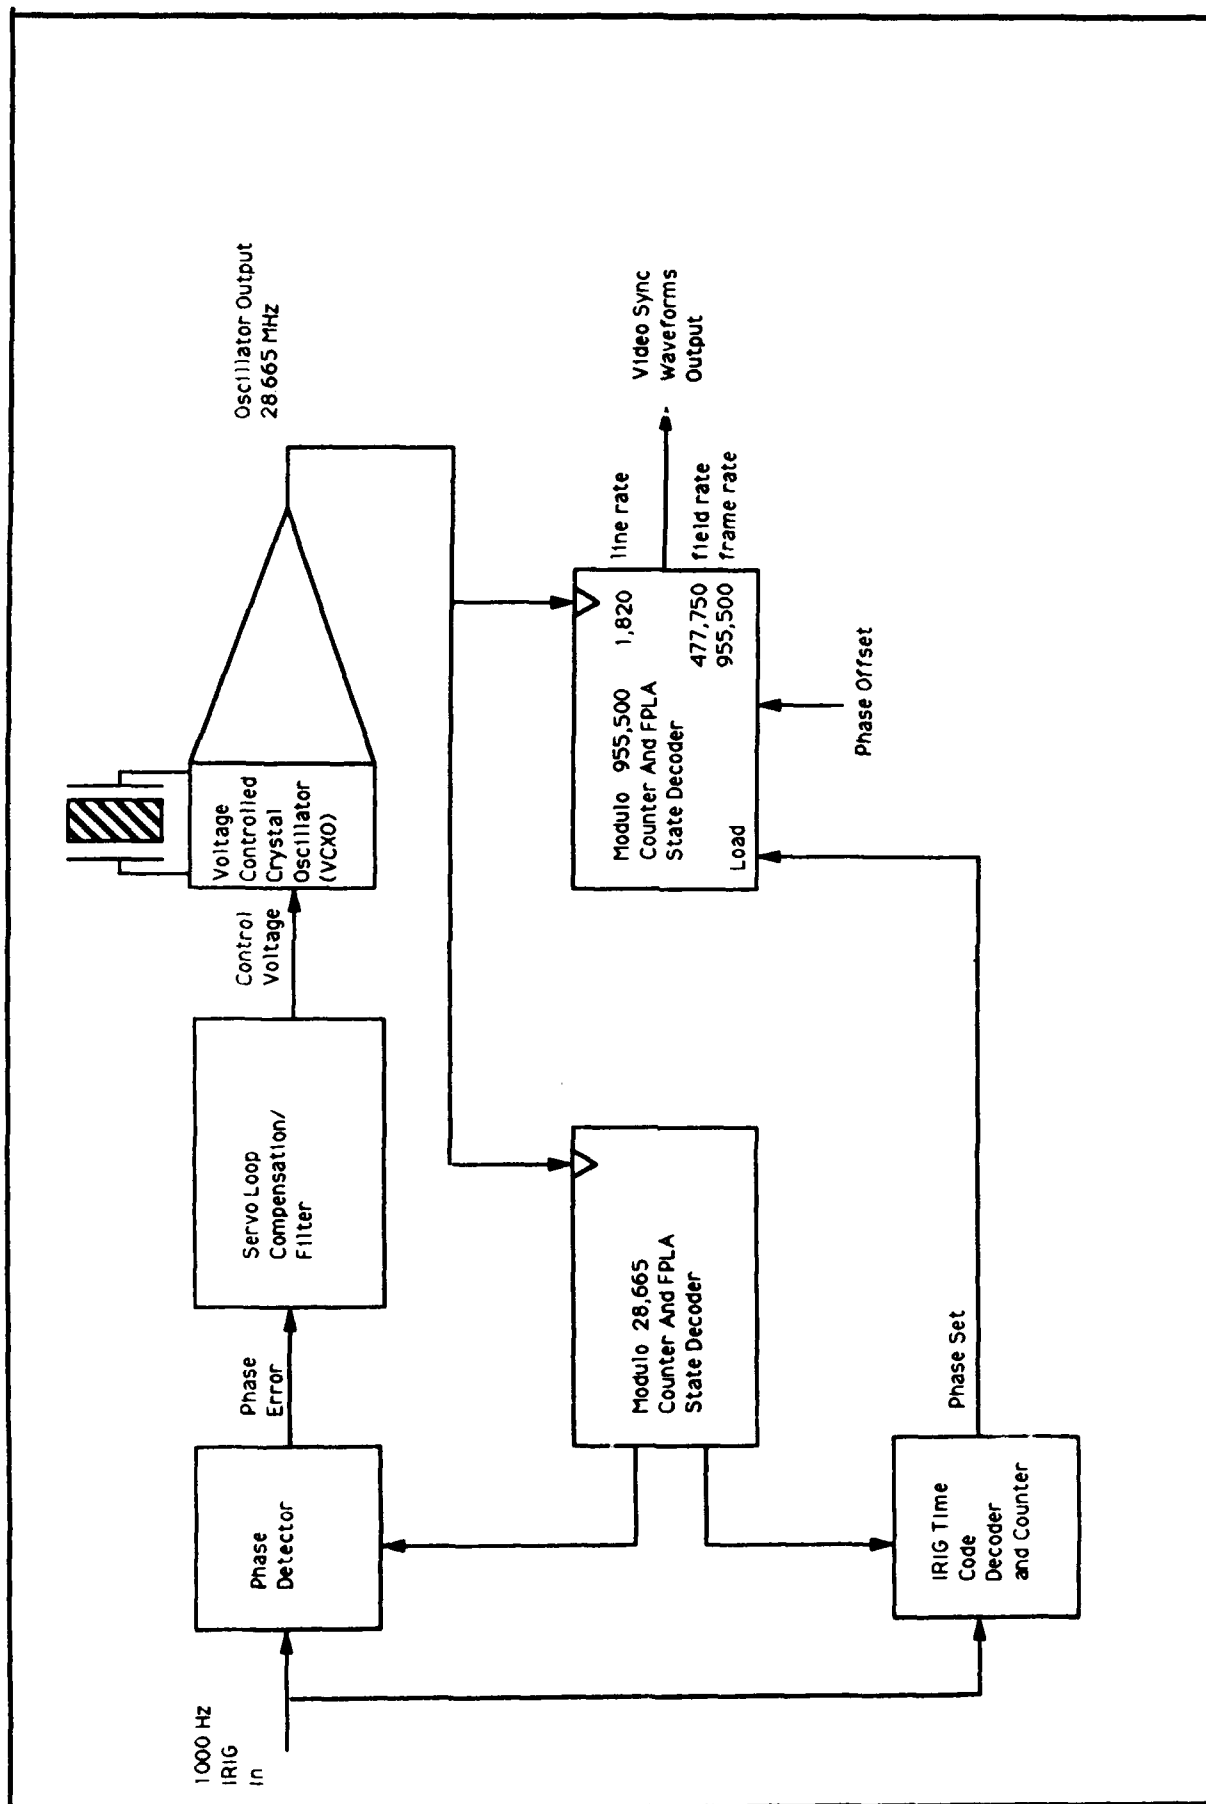 1000 Hz
IRIG
In
Phase
Detector
Phase
Error
Servo Loop
Compensation/
Filter
Control
Voltage
Voltage
Controlled
Crystal
Oscillator
(VCXO)
Oscillator Output
28.665 MHz
Modulo 28,665
Counter And FPLA
State Decoder
Modulo 955,500
Counter And FPLA
State Decoder
Load
1,820 line rate
477,750 field rate
955,500 frame rate
Video Sync
Waveforms
Output
Phase Offset
IRIG Time
Code
Decoder
and Counter
Phase Set